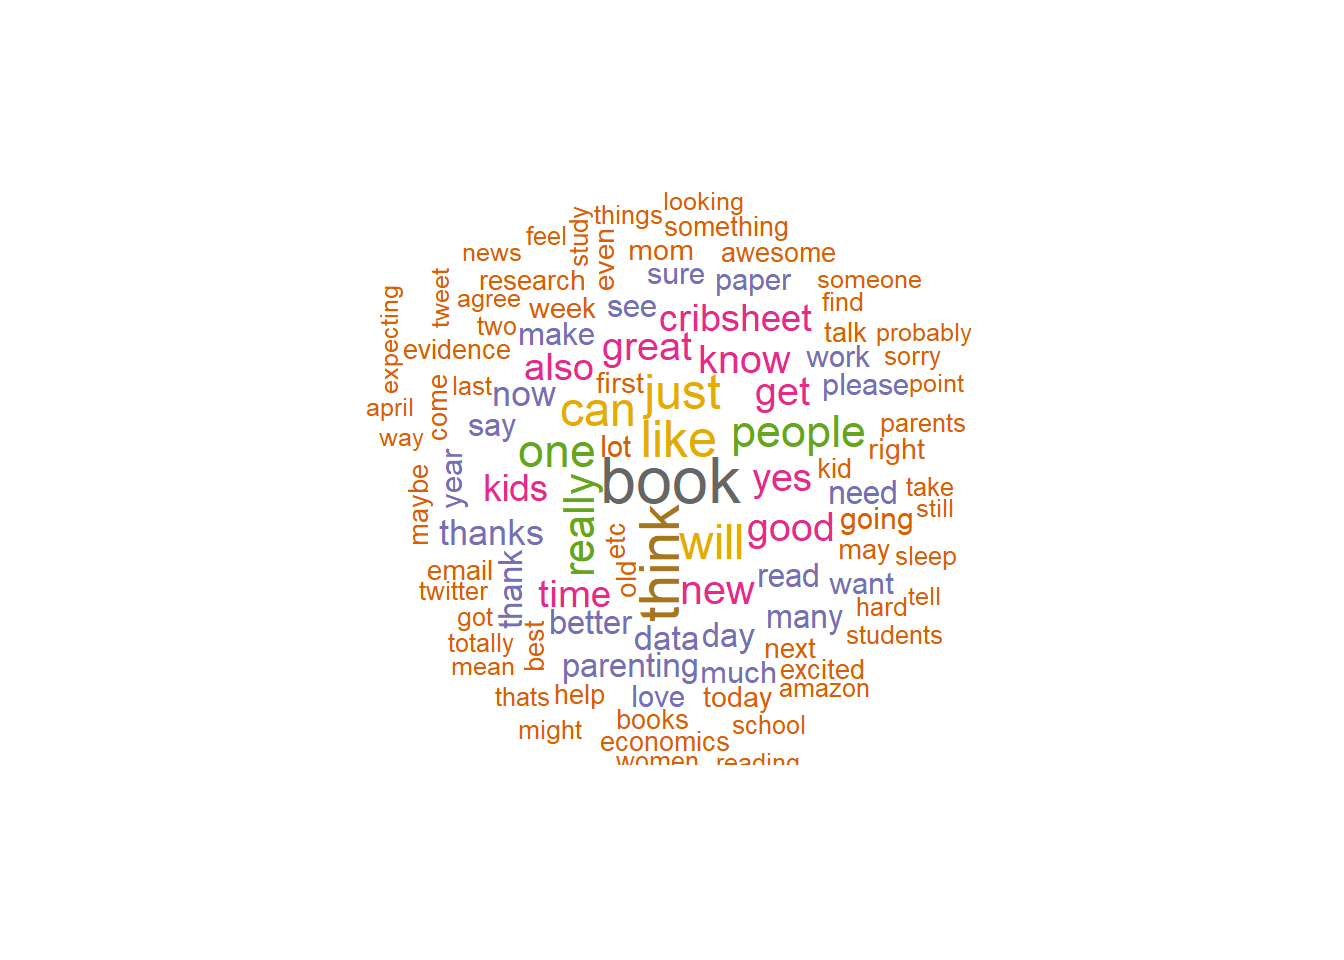 looking
things
something
study
feel
even
mom
awesome
news
sure
paper
research
someone
tweet
agree
week
see
cribsheet
find
expecting
two
make
great
know
talk
probably
evidence
also
work
sorry
last
now
first
just
get
please
point
april
come
can
way
say
one
lot
like
people
parents
right
maybe
year
kids
book
yes
kid
need
take
still
thanks
really
etc
think
will
good
going
may
sleep
email
twitter
thank
time
old
new
read
want
tell
hard
got
better
many
students
totally
best
data
day
next
mean
parenting
much
excited
amazon
thats
help
love
today
might
books
school
economics
women
reading